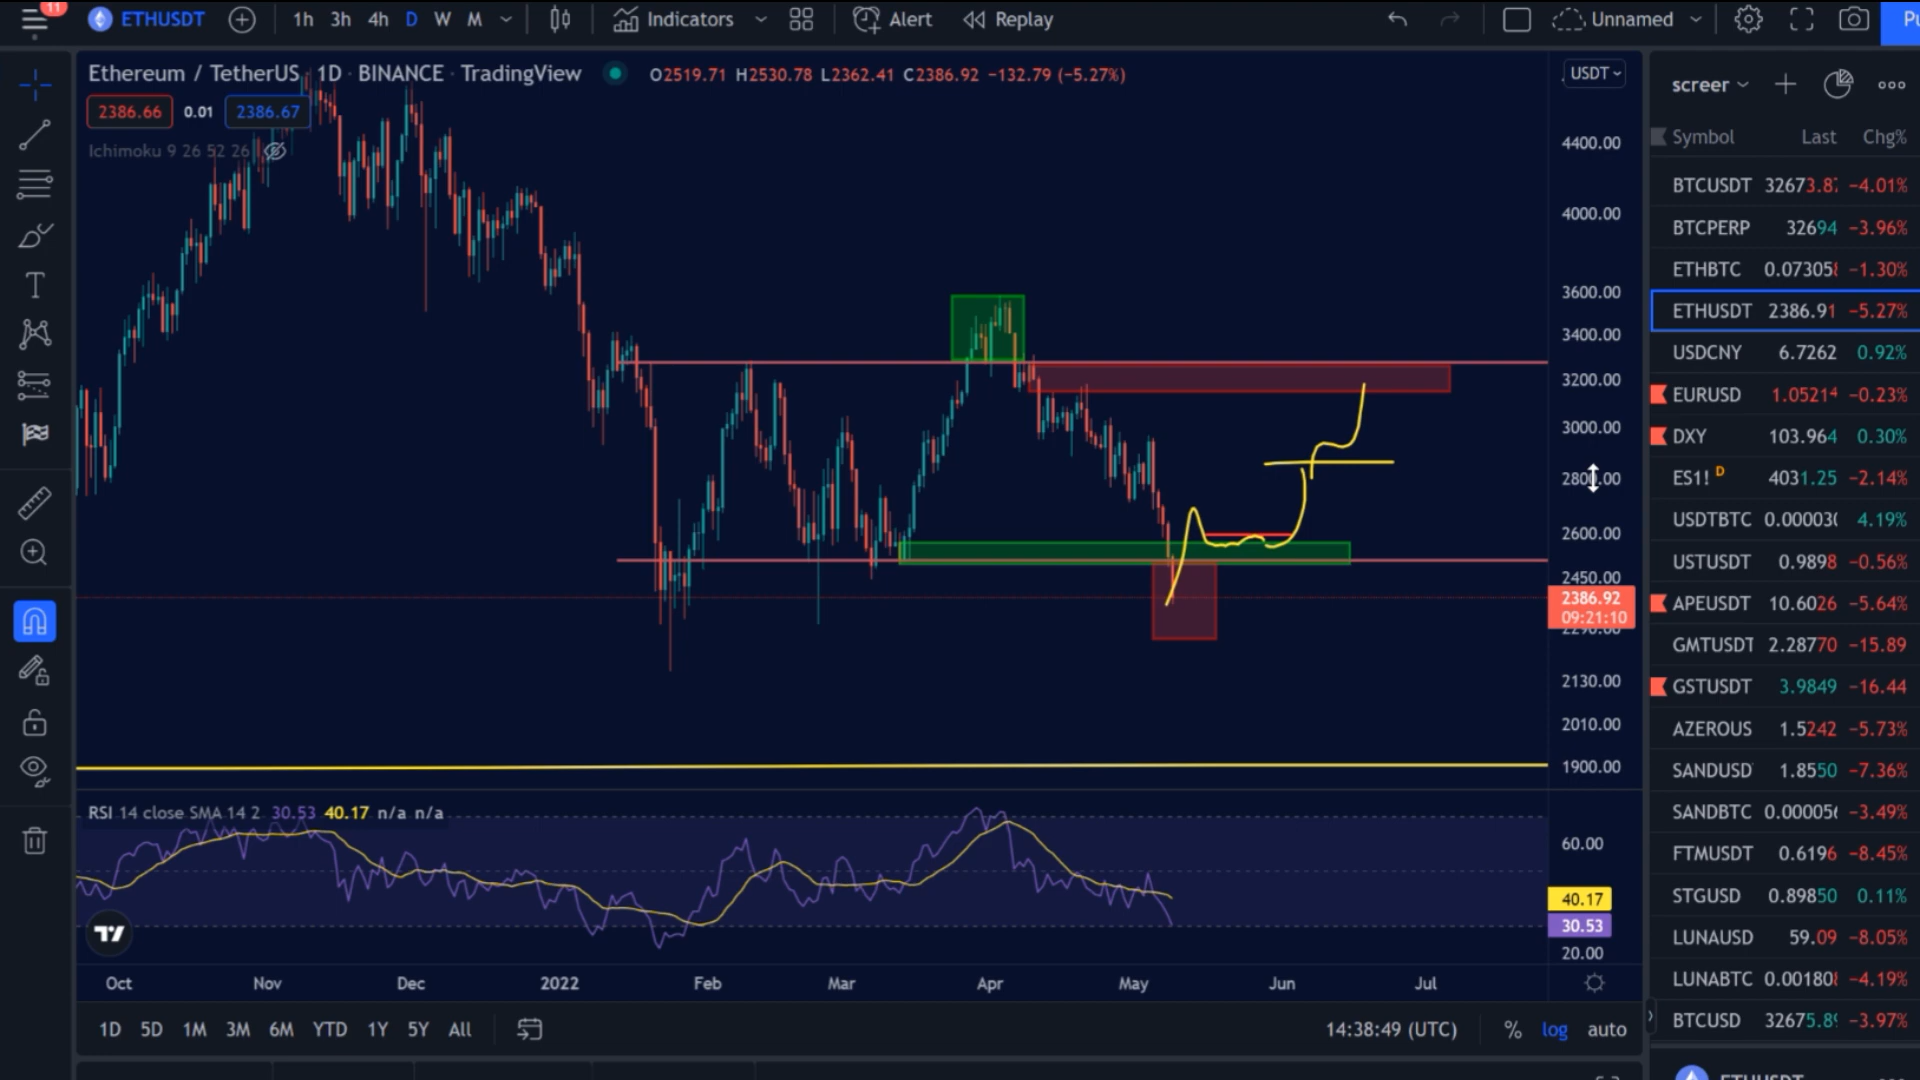 11
ETHUSDT 1h 3h 4h D W M Indicators Alert Replay Unnamed
Ethereum / TetherUS 1D · BINANCE · TradingView O2519.71 H2530.78 L2362.41 C2386.92 −132.79 (−5.27%)
USDT
2386.66 0.01 2386.67
Ichimoku 9 26 52 26
4400.00
4000.00
3600.00
3400.00
3200.00
3000.00
2600.00
2450.00
2386.92
09:21:10
2130.00
2010.00
1900.00
RSI 14 close SMA 14 2 30.53 40.17 n/a n/a
60.00
40.17
30.53
20.00
Oct Nov Dec 2022 Feb Mar Apr May Jun Jul
1D 5D 1M 3M 6M YTD 1Y 5Y All 14:38:49 (UTC) % log auto
screer
Symbol Last Chg%
BTCUSDT −4.01%
BTCPERP 32694 −3.96%
ETHBTC −1.30%
ETHUSDT 2386.91 −5.27%
USDCNY 6.7262 0.92%
EURUSD 1.05214 −0.23%
DXY 103.964 0.30%
ES1! D 4031.25 −2.14%
USDTBTC 4.19%
USTUSDT 0.9898 −0.56%
APEUSDT 10.6026 −5.64%
GMTUSDT 2.28770 −15.89
GSTUSDT 3.9849 −16.44
AZEROUS 1.5242 −5.73%
SANDUSD 1.8550 −7.36%
SANDBTC −3.49%
FTMUSDT 0.6196 −8.45%
STGUSD 0.89850 0.11%
LUNAUSD 59.09 −8.05%
LUNABTC −4.19%
BTCUSD −3.97%